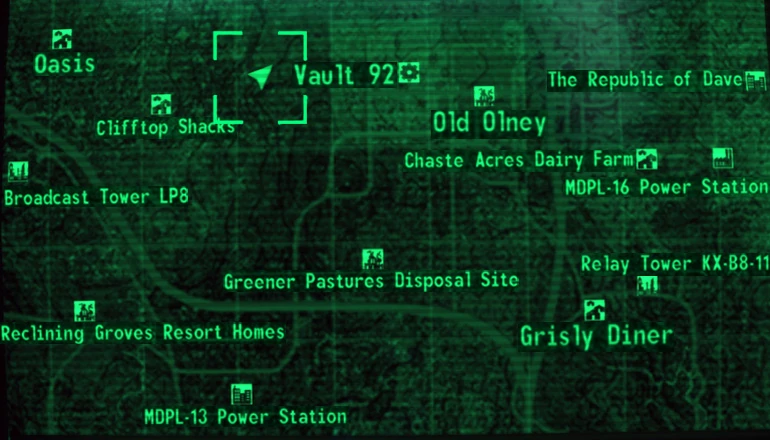 Oasis
Vault 92
The Republic of Dave
Clifftop Shacks
Old Olney
Chaste Acres Dairy Farm
MDPL-16 Power Station
Broadcast Tower LP8
Relay Tower KX-B8-11
Greener Pastures Disposal Site
Reclining Groves Resort Homes
Grisly Diner
MDPL-13 Power Station